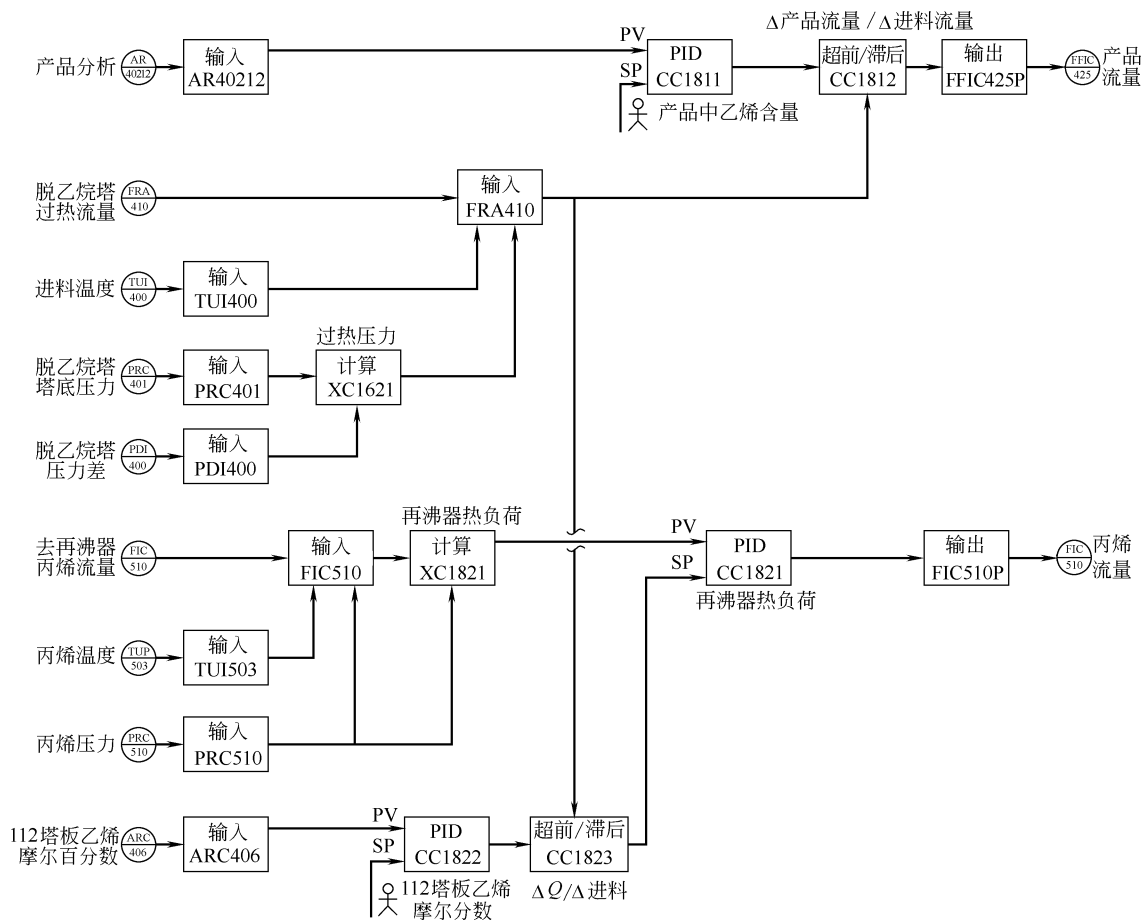 Δ产品流量/Δ进料流量
产品分析
AR
40212
输入
AR40212
PV
SP
PID
CC1811
产品中乙烯含量
超前/滞后
CC1812
输出
FFIC425P
FFIC
425
产品
流量
脱乙烷塔
过热流量
FRA
410
输入
FRA410
进料温度
TUI
400
输入
TUI400
过热压力
脱乙烷塔
塔底压力
PRC
401
输入
PRC401
计算
XC1621
脱乙烷塔
压力差
PDI
400
输入
PDI400
再沸器热负荷
去再沸器
丙烯流量
FIC
510
输入
FIC510
计算
XC1821
PV
SP
PID
CC1821
再沸器热负荷
输出
FIC510P
FIC
510
丙烯
流量
丙烯温度
TUP
503
输入
TUI503
丙烯压力
PRC
510
输入
PRC510
112塔板乙烯
摩尔百分数
ARC
406
输入
ARC406
PV
SP
PID
CC1822
112塔板乙烯
摩尔分数
超前/滞后
CC1823
ΔQ/Δ进料